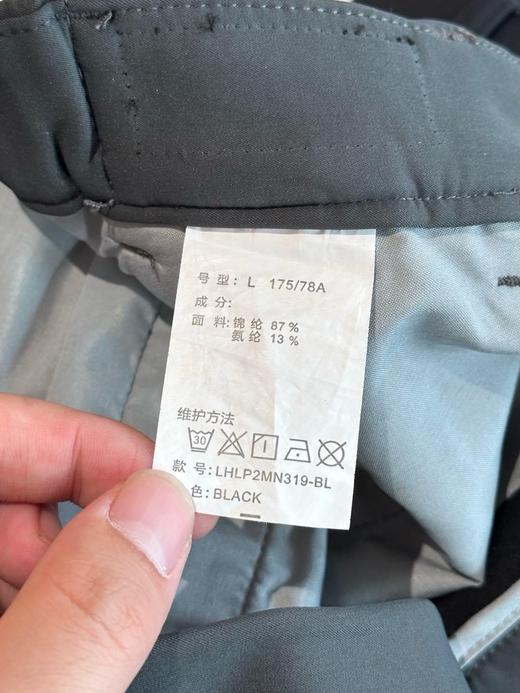 号 型: L 175/78A
成 分:
面 料: 锦 纶 87%
氨 纶 13%
维护方法
30
款 号: LHLP2MN319-BL
色: BLACK